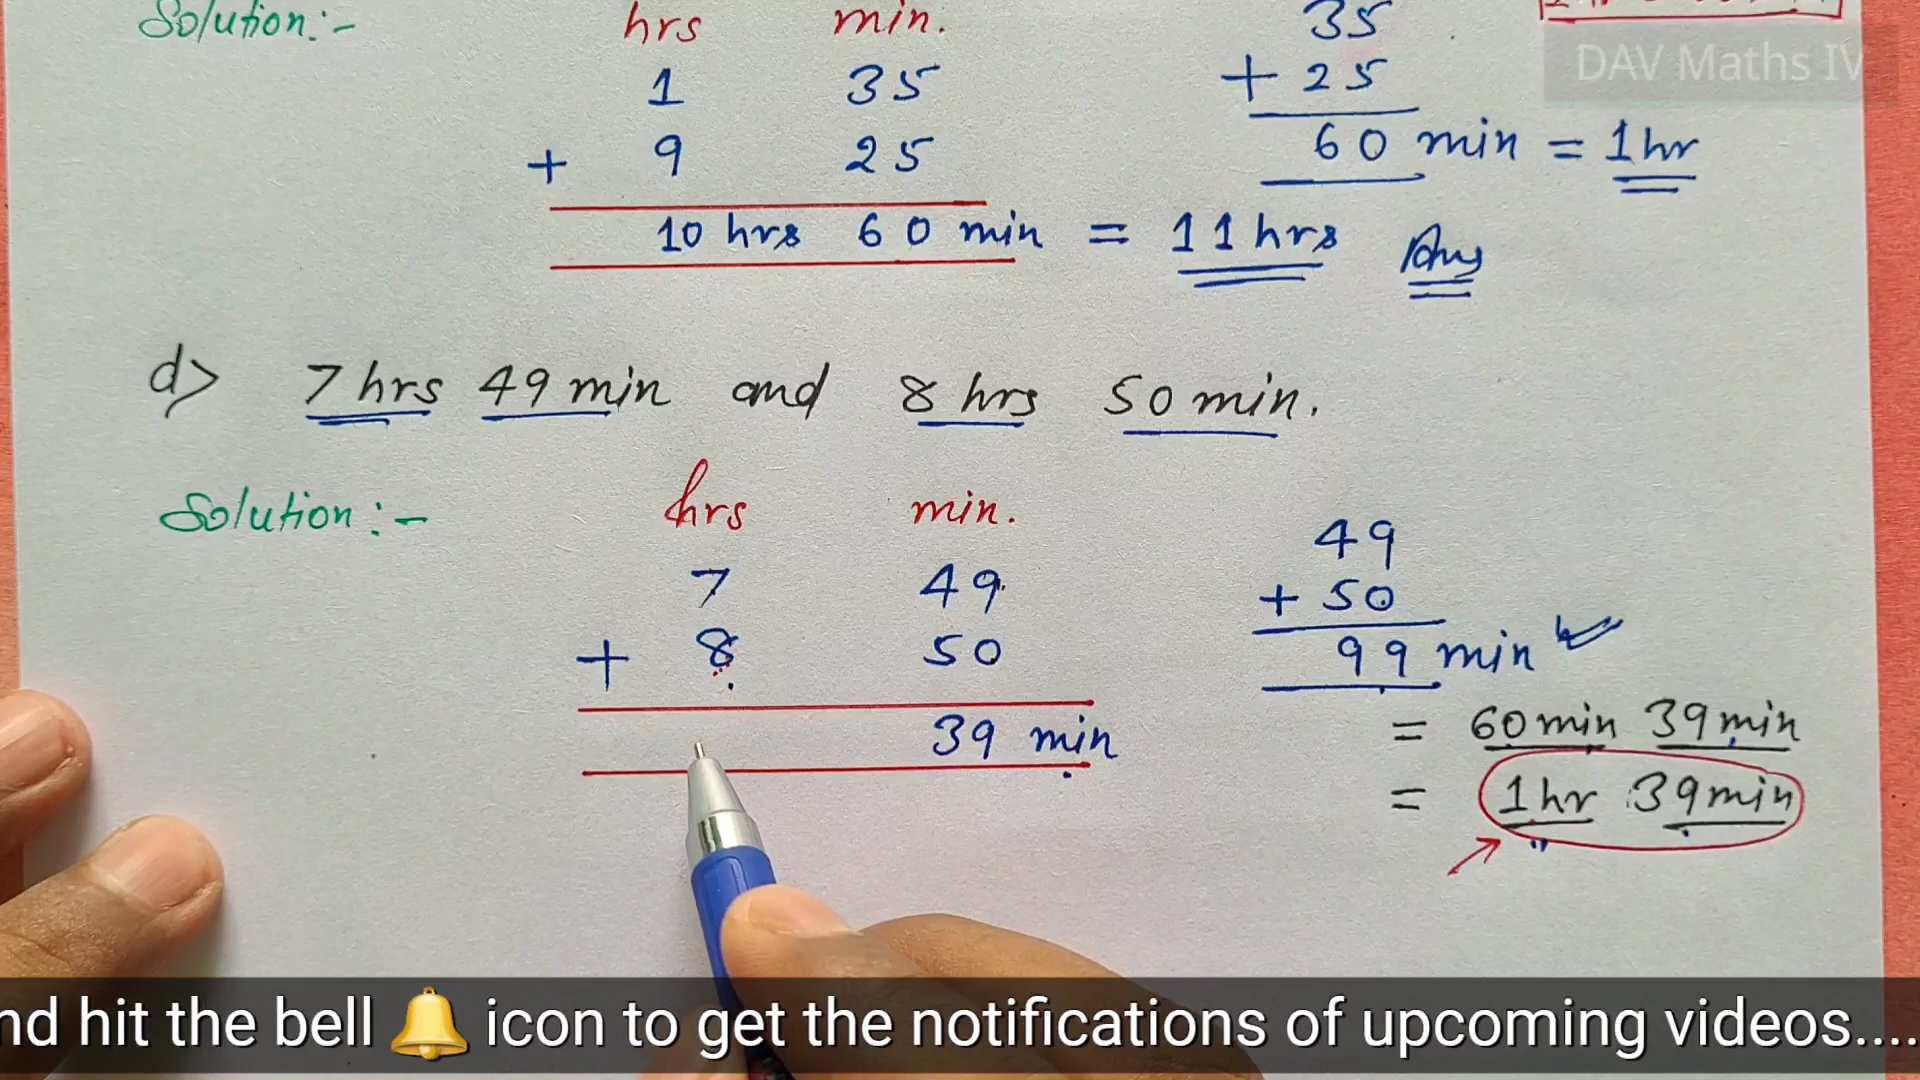 Solution:- hrs min. 35
DAV Maths IV
1 35 + 25
+ 9 25 60 min = 1 hr
10 hrs 60 min = 11 hrs Ans
d> 7 hrs 49 min and 8 hrs 50 min.
Solution:- hrs min.
7 49 49
+ 8 50 + 50
99 min
39 min = 60 min 39 min
= 1 hr 39 min
nd hit the bell 🔔 icon to get the notifications of upcoming videos....